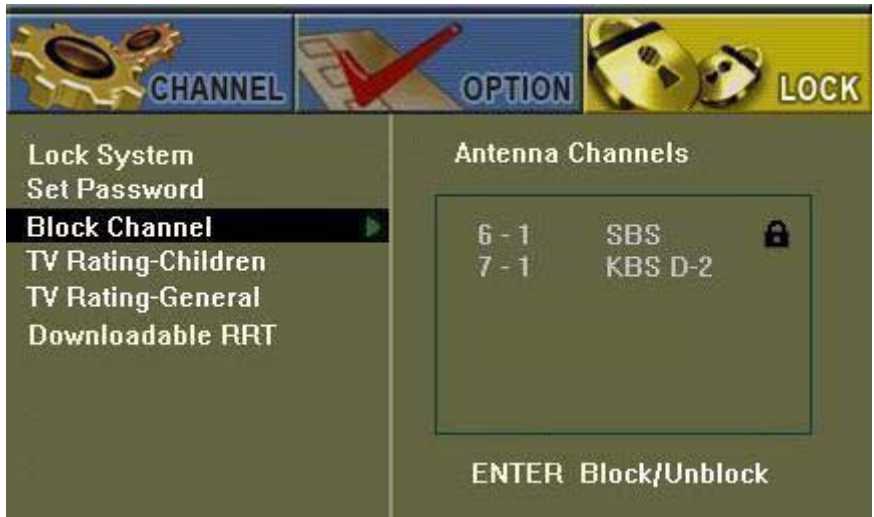 CHANNEL
OPTION
LOCK
Lock System
Set Password
Block Channel
TV Rating-Children
TV Rating-General
Downloadable RRT
Antenna Channels
6 - 1 SBS
7 - 1 KBS D-2
ENTER Block/Unblock